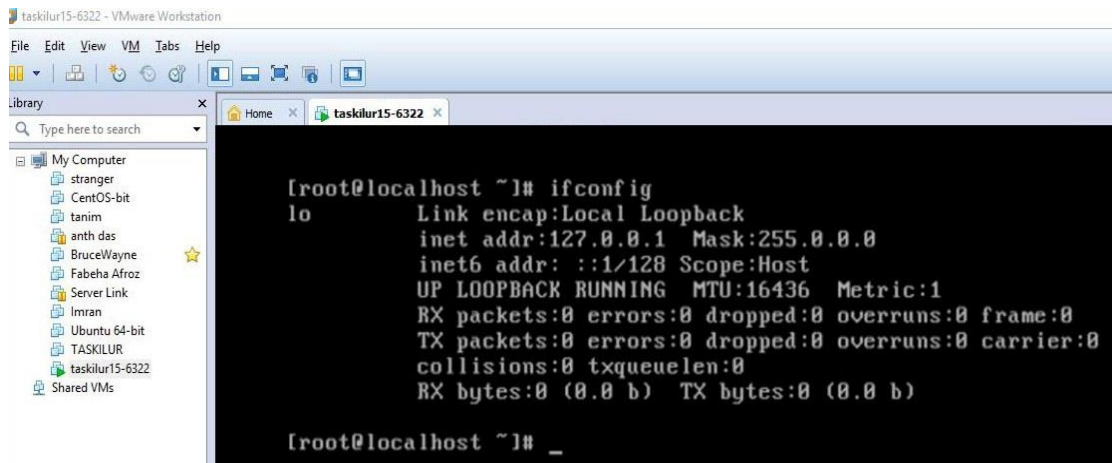 taskilur15-6322 - VMware Workstation
File Edit View VM Tabs Help
Library x
Type here to search
My Computer
stranger
CentOS-bit
tanim
anth das
BruceWayne
Fabeha Afroz
Server Link
Imran
Ubuntu 64-bit
TASKILUR
taskilur15-6322
Shared VMs
Home x taskilur15-6322 x
[root@localhost ~]# ifconfig
lo Link encap:Local Loopback
inet addr:127.0.0.1 Mask:255.0.0.0
inet6 addr: ::1/128 Scope:Host
UP LOOPBACK RUNNING MTU:16436 Metric:1
RX packets:0 errors:0 dropped:0 overruns:0 frame:0
TX packets:0 errors:0 dropped:0 overruns:0 carrier:0
collisions:0 txqueuelen:0
RX bytes:0 (0.0 b) TX bytes:0 (0.0 b)
[root@localhost ~]# _